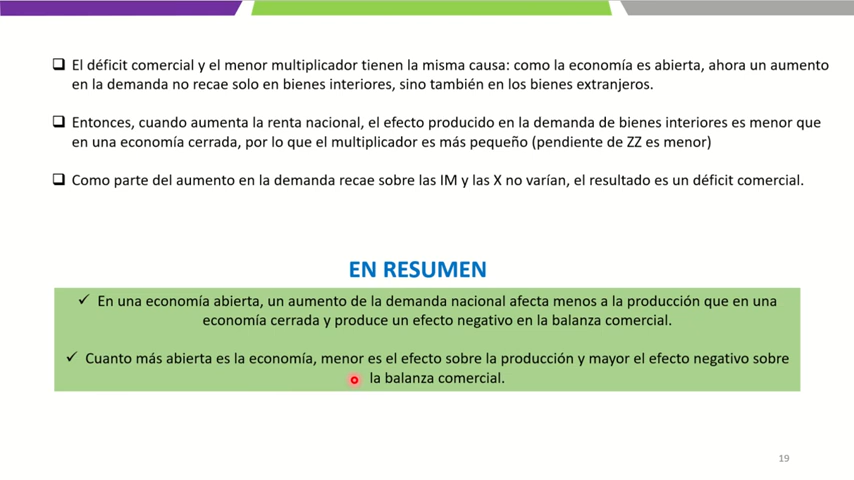 El déficit comercial y el menor multiplicador tienen la misma causa: como la economía es abierta, ahora un aumento
en la demanda no recae solo en bienes interiores, sino también en los bienes extranjeros.
Entonces, cuando aumenta la renta nacional, el efecto producido en la demanda de bienes interiores es menor que
en una economía cerrada, por lo que el multiplicador es más pequeño (pendiente de ZZ es menor)
Como parte del aumento en la demanda recae sobre las IM y las X no varían, el resultado es un déficit comercial.
EN RESUMEN
En una economía abierta, un aumento de la demanda nacional afecta menos a la producción que en una
economía cerrada y produce un efecto negativo en la balanza comercial.
Cuanto más abierta es la economía, menor es el efecto sobre la producción y mayor el efecto negativo sobre
la balanza comercial.
19